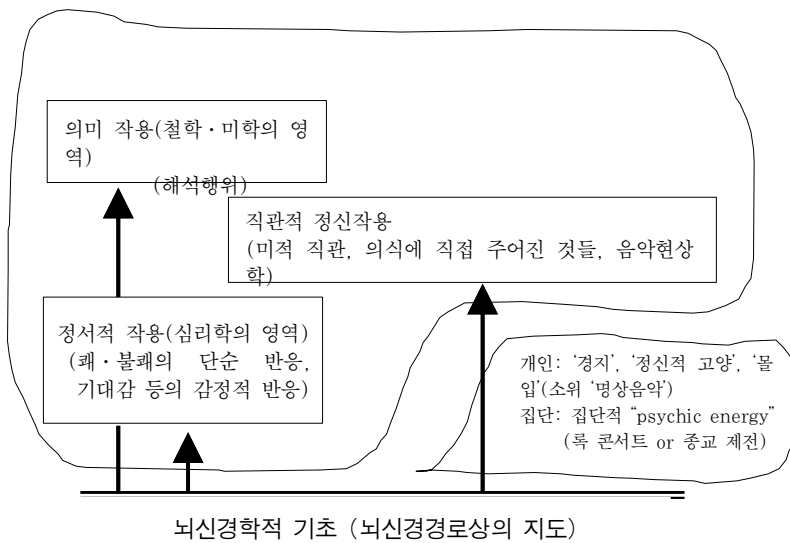 의미 작용(철학·미학의 영
역)
(해석행위)
직관적 정신작용
(미적 직관, 의식에 직접 주어진 것들, 음악현상
학)
정서적 작용(심리학의 영역)
(쾌·불쾌의 단순 반응,
기대감 등의 감정적 반응)
개인: ‘경지’, ‘정신적 고양’, ‘몰
입’(소위 ‘명상음악’)
집단: 집단적 “psychic energy”
(록 콘서트 or 종교 제전)
뇌신경학적 기초 (뇌신경경로상의 지도)